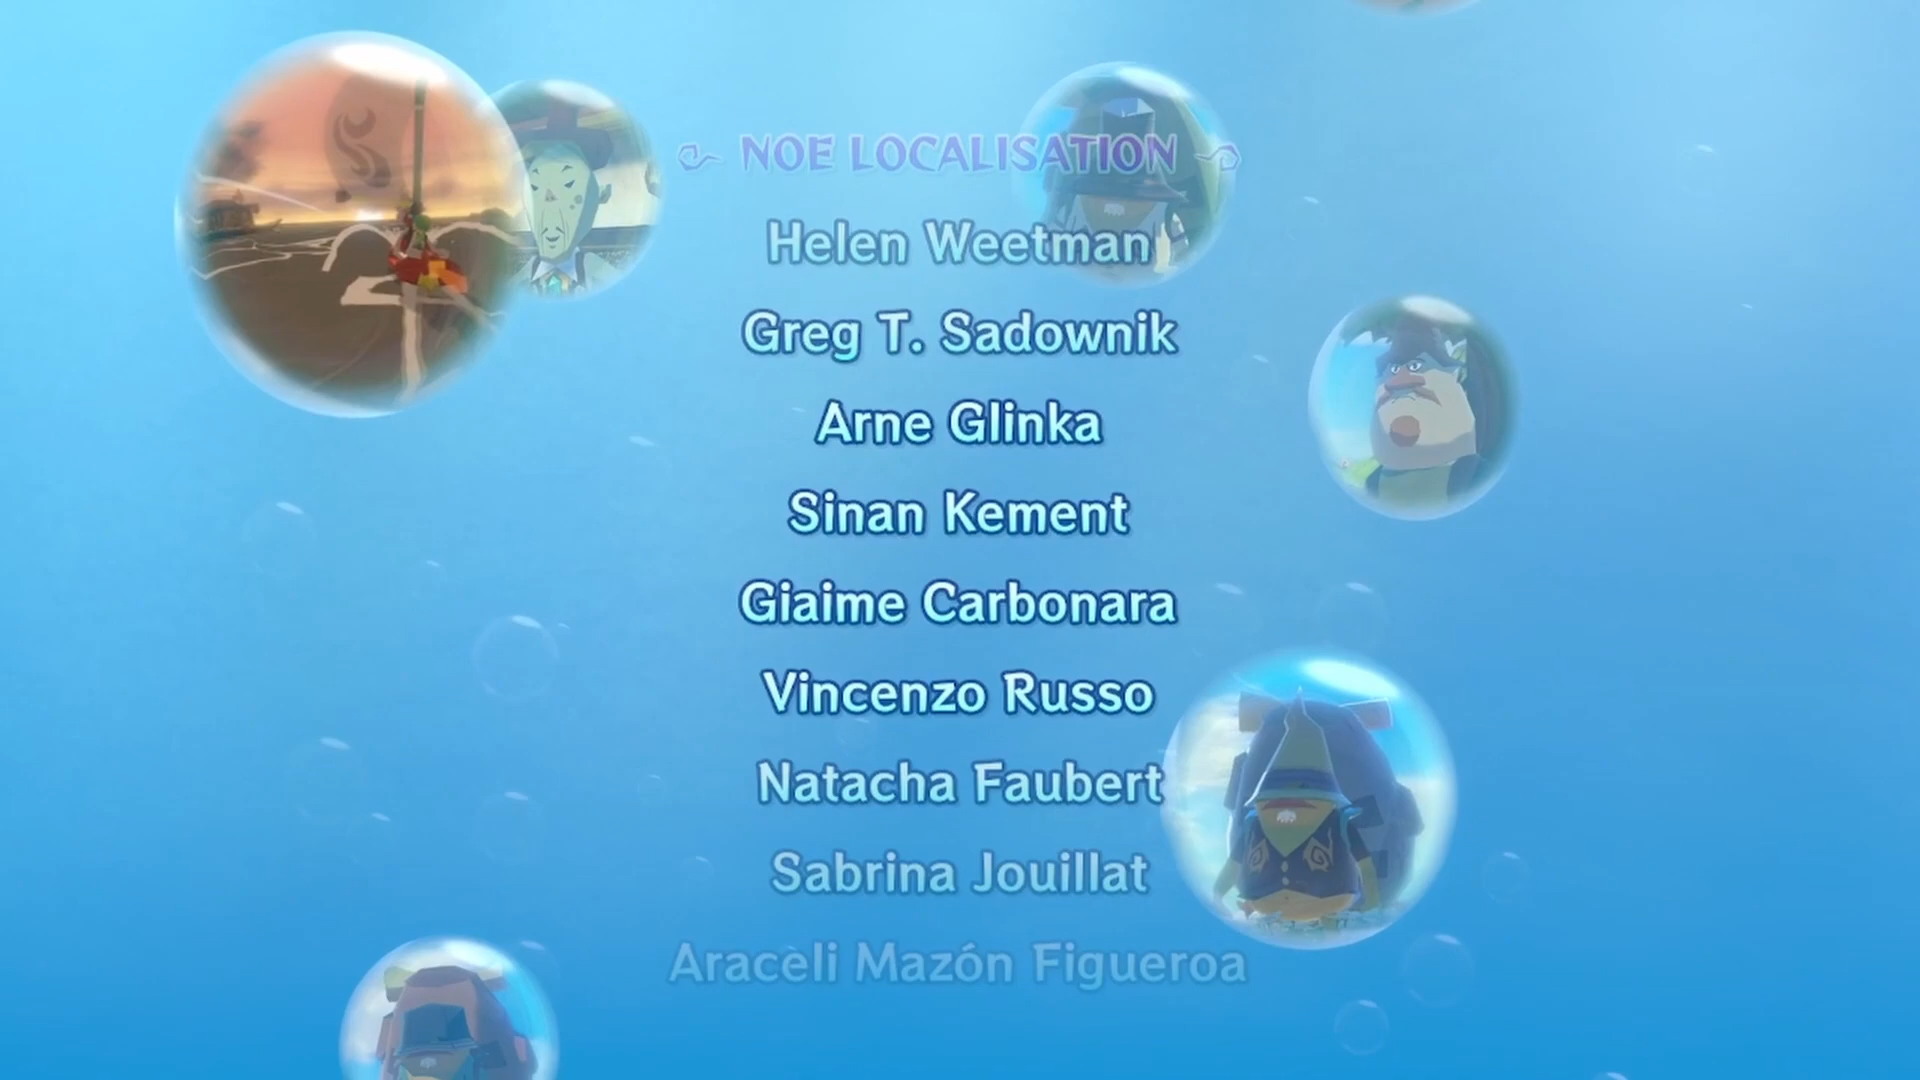 NOE LOCALISATION
Helen Weetman
Greg T. Sadownik
Arne Glinka
Sinan Kement
Giaime Carbonara
Vincenzo Russo
Natacha Faubert
Sabrina Jouillat
Araceli Mazón Figueroa